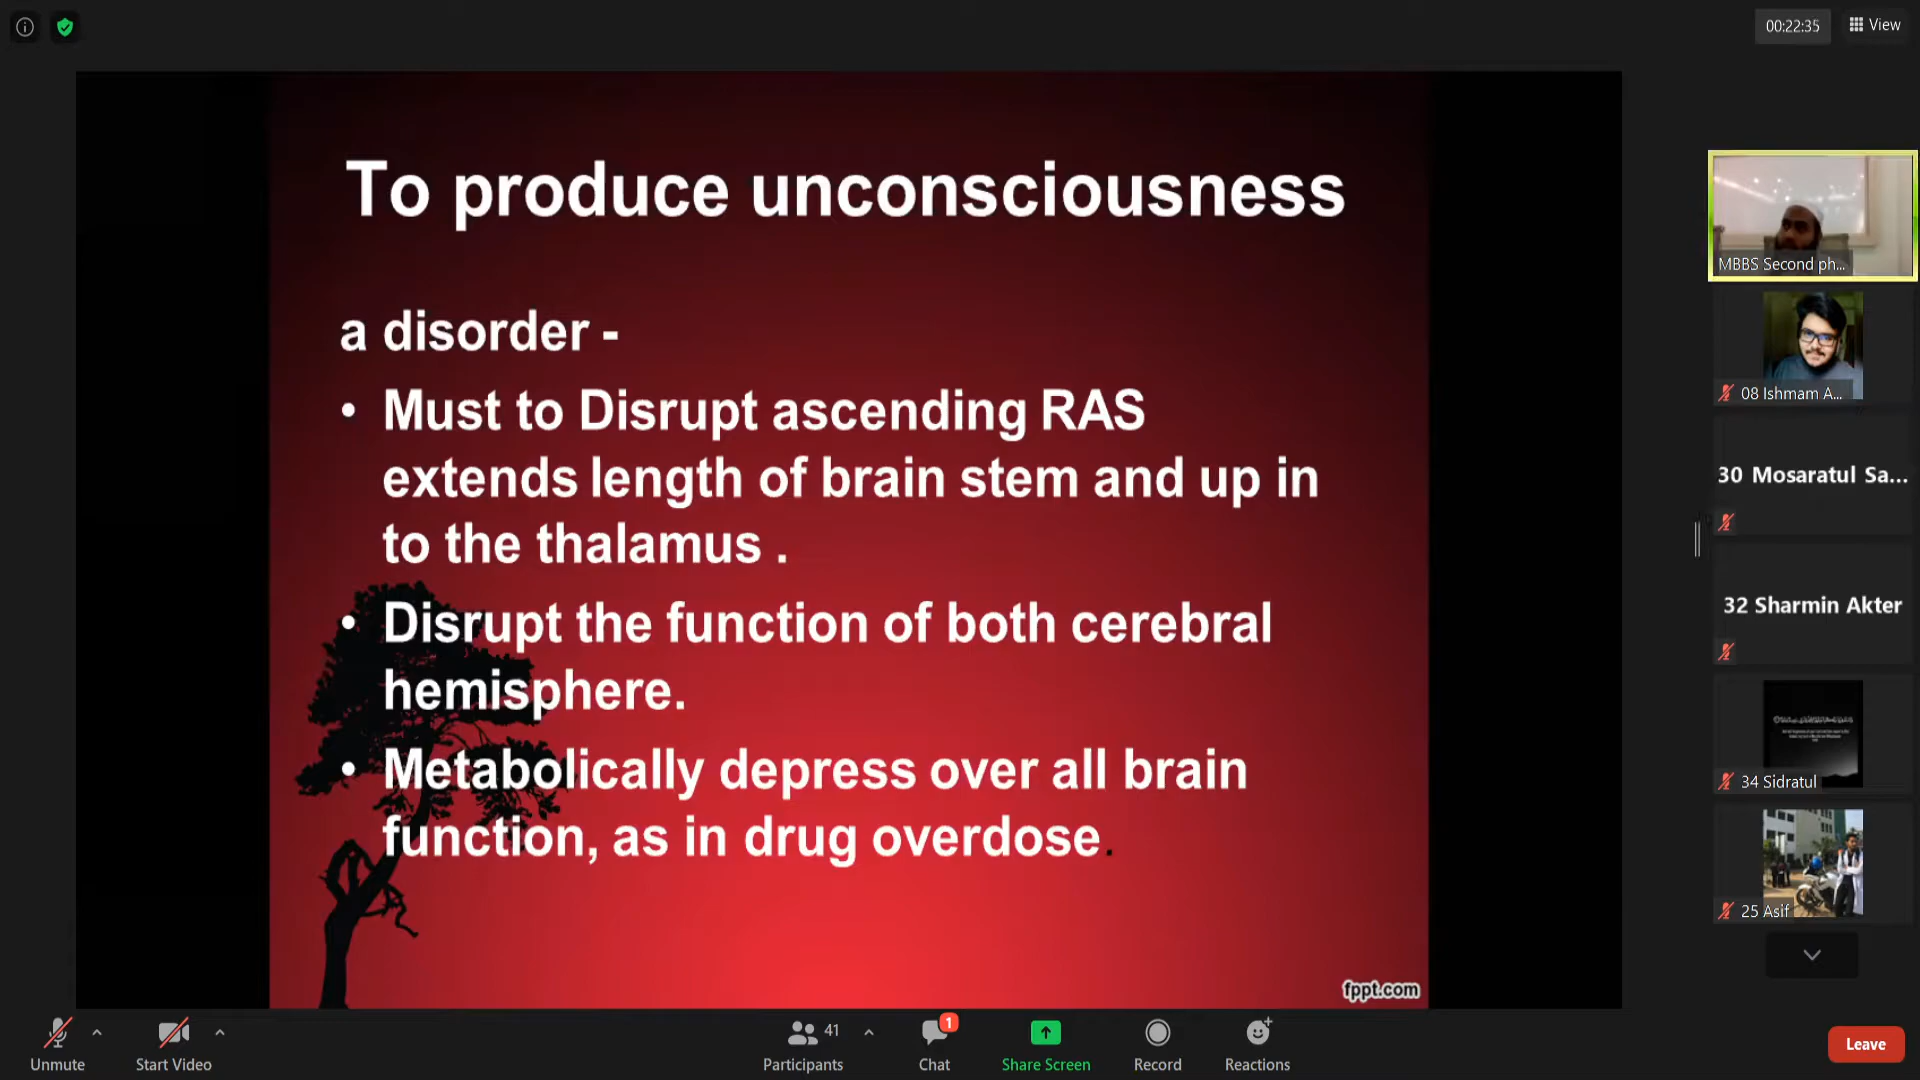 00:22:35
View
To produce unconsciousness
a disorder -
• Must to Disrupt ascending RAS
extends length of brain stem and up in
to the thalamus .
• Disrupt the function of both cerebral
hemisphere.
• Metabolically depress over all brain
function, as in drug overdose.
fppt.com
MBBS Second ph...
08 Ishmam A...
30 Mosaratul Sa...
32 Sharmin Akter
34 Sidratul
25 Asif
Unmute
Start Video
41
Participants
1
Chat
Share Screen
Record
Reactions
Leave